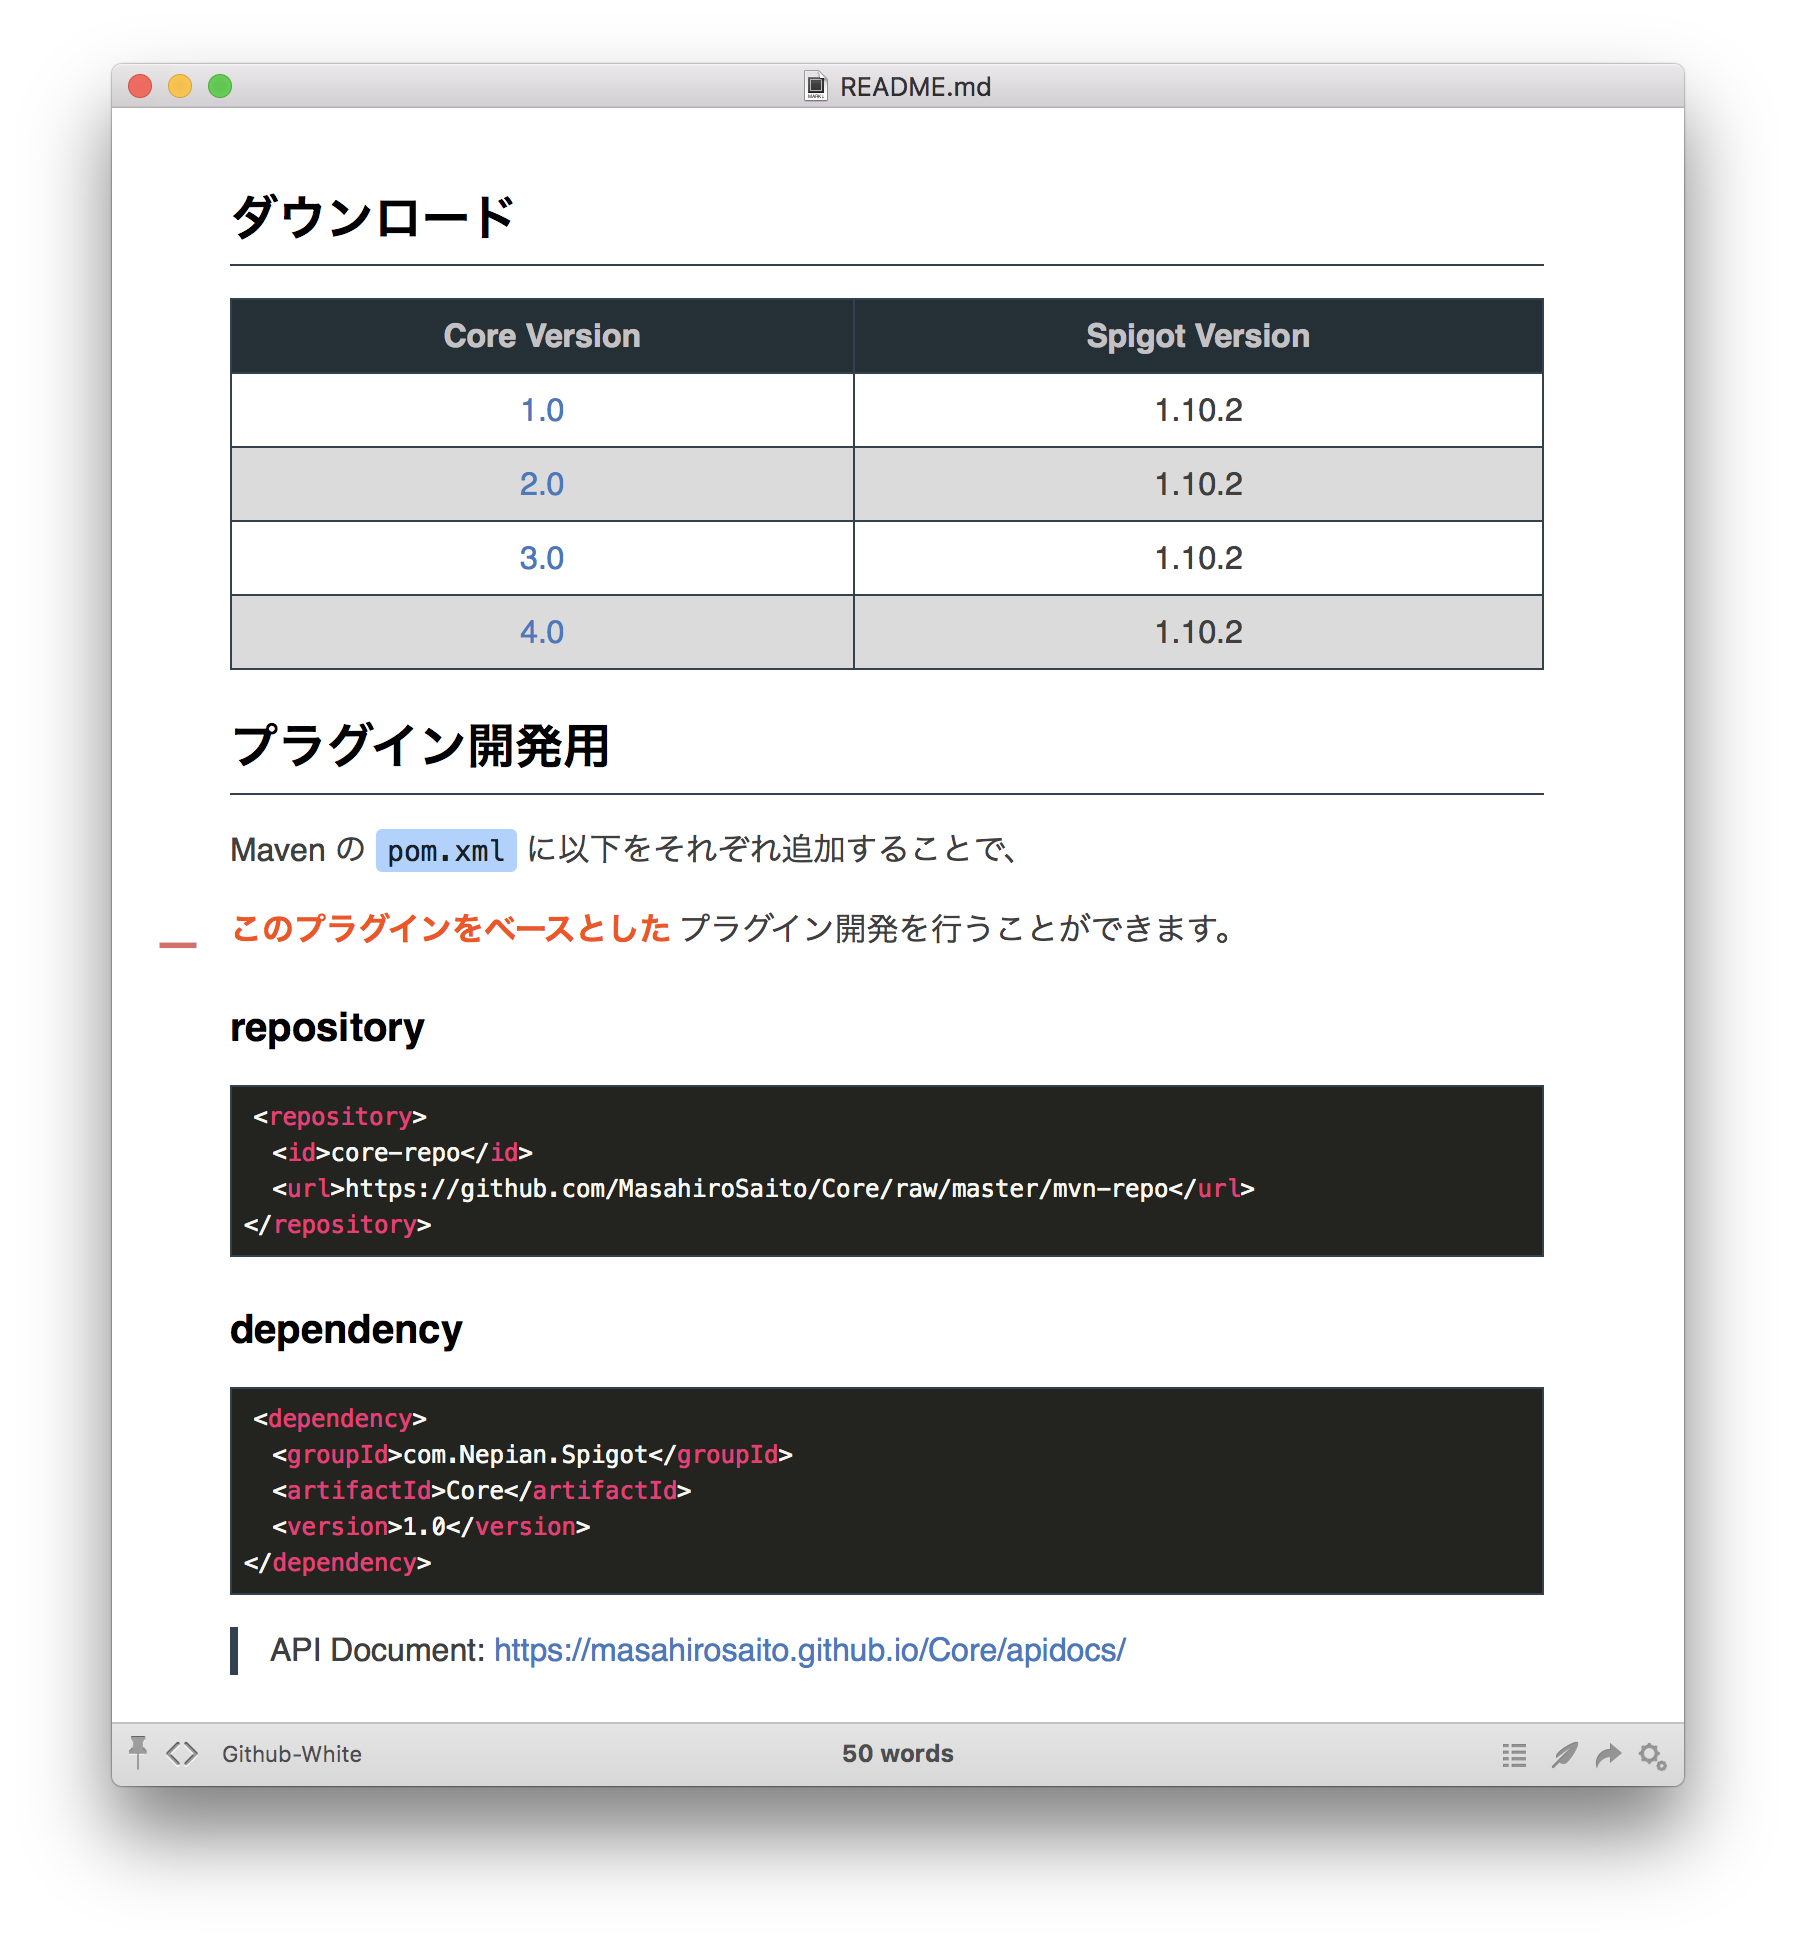 README.md
ダウンロード
Core Version Spigot Version
1.0 1.10.2
2.0 1.10.2
3.0 1.10.2
4.0 1.10.2
プラグイン開発用
Maven の pom.xml に以下をそれぞれ追加することで、
このプラグインをベースとした プラグイン開発を行うことができます。
repository
<repository>
<id>core-repo</id>
<url>https://github.com/MasahiroSaito/Core/raw/master/mvn-repo</url>
</repository>
dependency
<dependency>
<groupId>com.Nepian.Spigot</groupId>
<artifactId>Core</artifactId>
<version>1.0</version>
</dependency>
API Document: https://masahirosaito.github.io/Core/apidocs/
Github-White 50 words